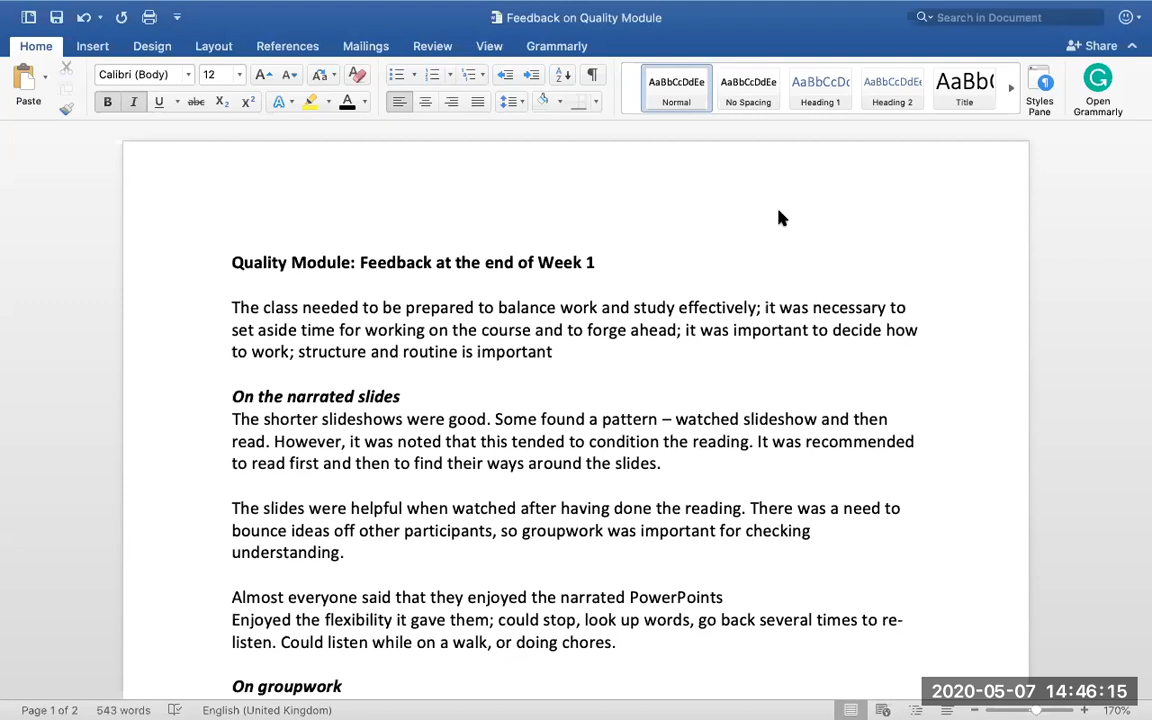 Feedback on Quality Module
Search in Document
Home Insert Design Layout References Mailings Review View Grammarly
Share
Paste
Calibri (Body) 12
AaBbCcDdEe AaBbCcDdEe AaBbCcDc AaBbCcDdEe AaBb(
Normal No Spacing Heading 1 Heading 2 Title
Styles Pane
Open Grammarly
Quality Module: Feedback at the end of Week 1
The class needed to be prepared to balance work and study effectively; it was necessary to
set aside time for working on the course and to forge ahead; it was important to decide how
to work; structure and routine is important
On the narrated slides
The shorter slideshows were good. Some found a pattern – watched slideshow and then
read. However, it was noted that this tended to condition the reading. It was recommended
to read first and then to find their ways around the slides.
The slides were helpful when watched after having done the reading. There was a need to
bounce ideas off other participants, so groupwork was important for checking
understanding.
Almost everyone said that they enjoyed the narrated PowerPoints
Enjoyed the flexibility it gave them; could stop, look up words, go back several times to re-
listen. Could listen while on a walk, or doing chores.
On groupwork
2020-05-07 14:46:15
Page 1 of 2 543 words English (United Kingdom) 170%